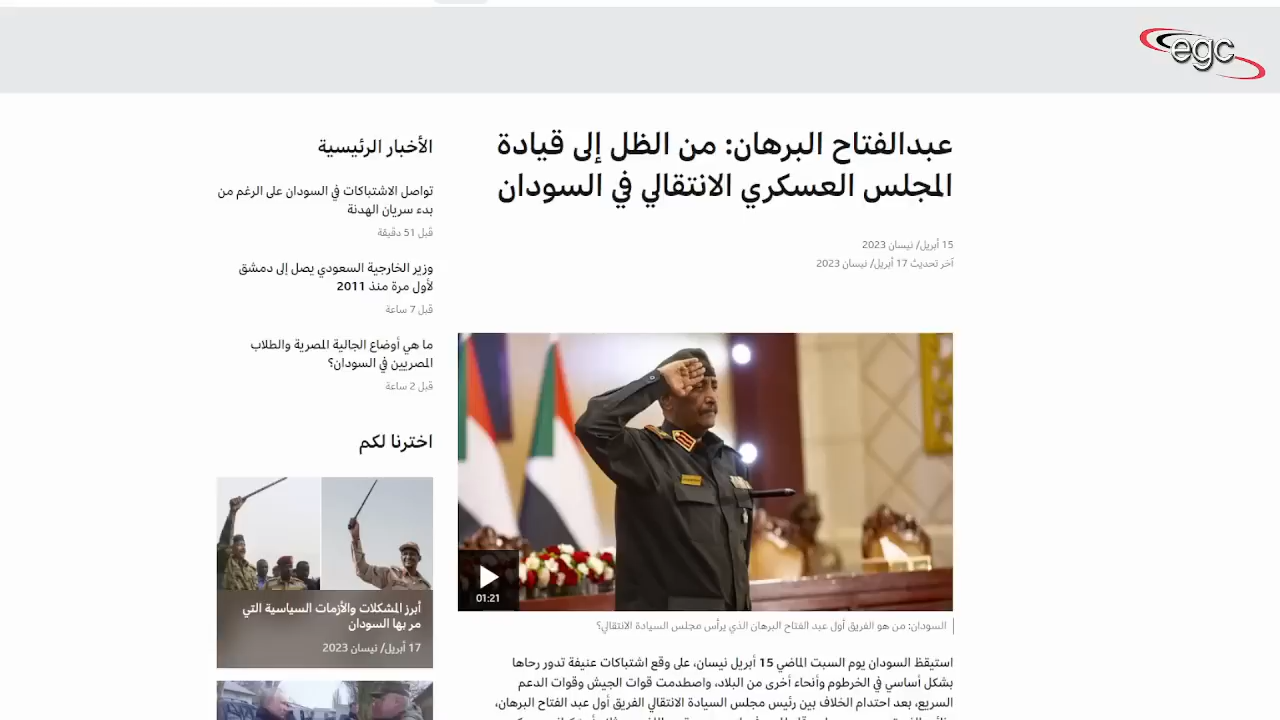 egc
عبدالفتاح البرهان: من الظل إلى قيادة
المجلس العسكري الانتقالي في السودان
15 أبريل/ نيسان 2023
آخر تحديث 17 أبريل/ نيسان 2023
01:21
السودان: من هو الفريق أول عبد الفتاح البرهان الذي يرأس مجلس السيادة الانتقالي؟
استيقظ السودان يوم السبت الماضي 15 أبريل نيسان، على وقع اشتباكات عنيفة تدور رحاها
بشكل أساسي في الخرطوم وأنحاء أخرى من البلاد، واصطدمت قوات الجيش وقوات الدعم
السريع، بعد احتدام الخلاف بين رئيس مجلس السيادة الانتقالي الفريق أول عبد الفتاح البرهان،
الأخبار الرئيسية
تواصل الاشتباكات في السودان على الرغم من
بدء سريان الهدنة
قبل 51 دقيقة
وزير الخارجية السعودي يصل إلى دمشق
لأول مرة منذ 2011
قبل 7 ساعة
ما هي أوضاع الجالية المصرية والطلاب
المصريين في السودان؟
قبل 2 ساعة
اخترنا لكم
أبرز المشكلات والأزمات السياسية التي
مر بها السودان
17 أبريل/ نيسان 2023